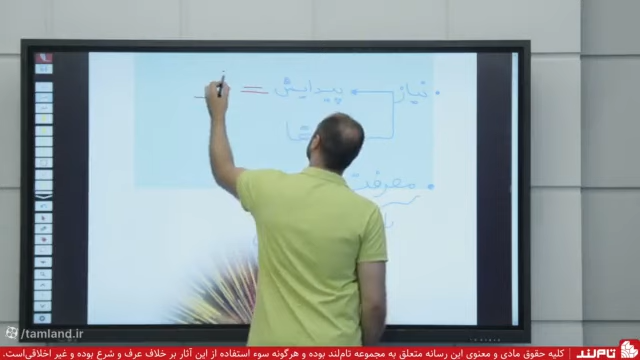 نیاز پیدایش =
بقا
معرفت
/tamland.ir
تاملند | کلیه حقوق مادی و معنوی این رسانه متعلق به مجموعه تاملند بوده و هرگونه سوء استفاده از این آثار بر خلاف عرف و شرع بوده و غیر اخلاقی‌است.